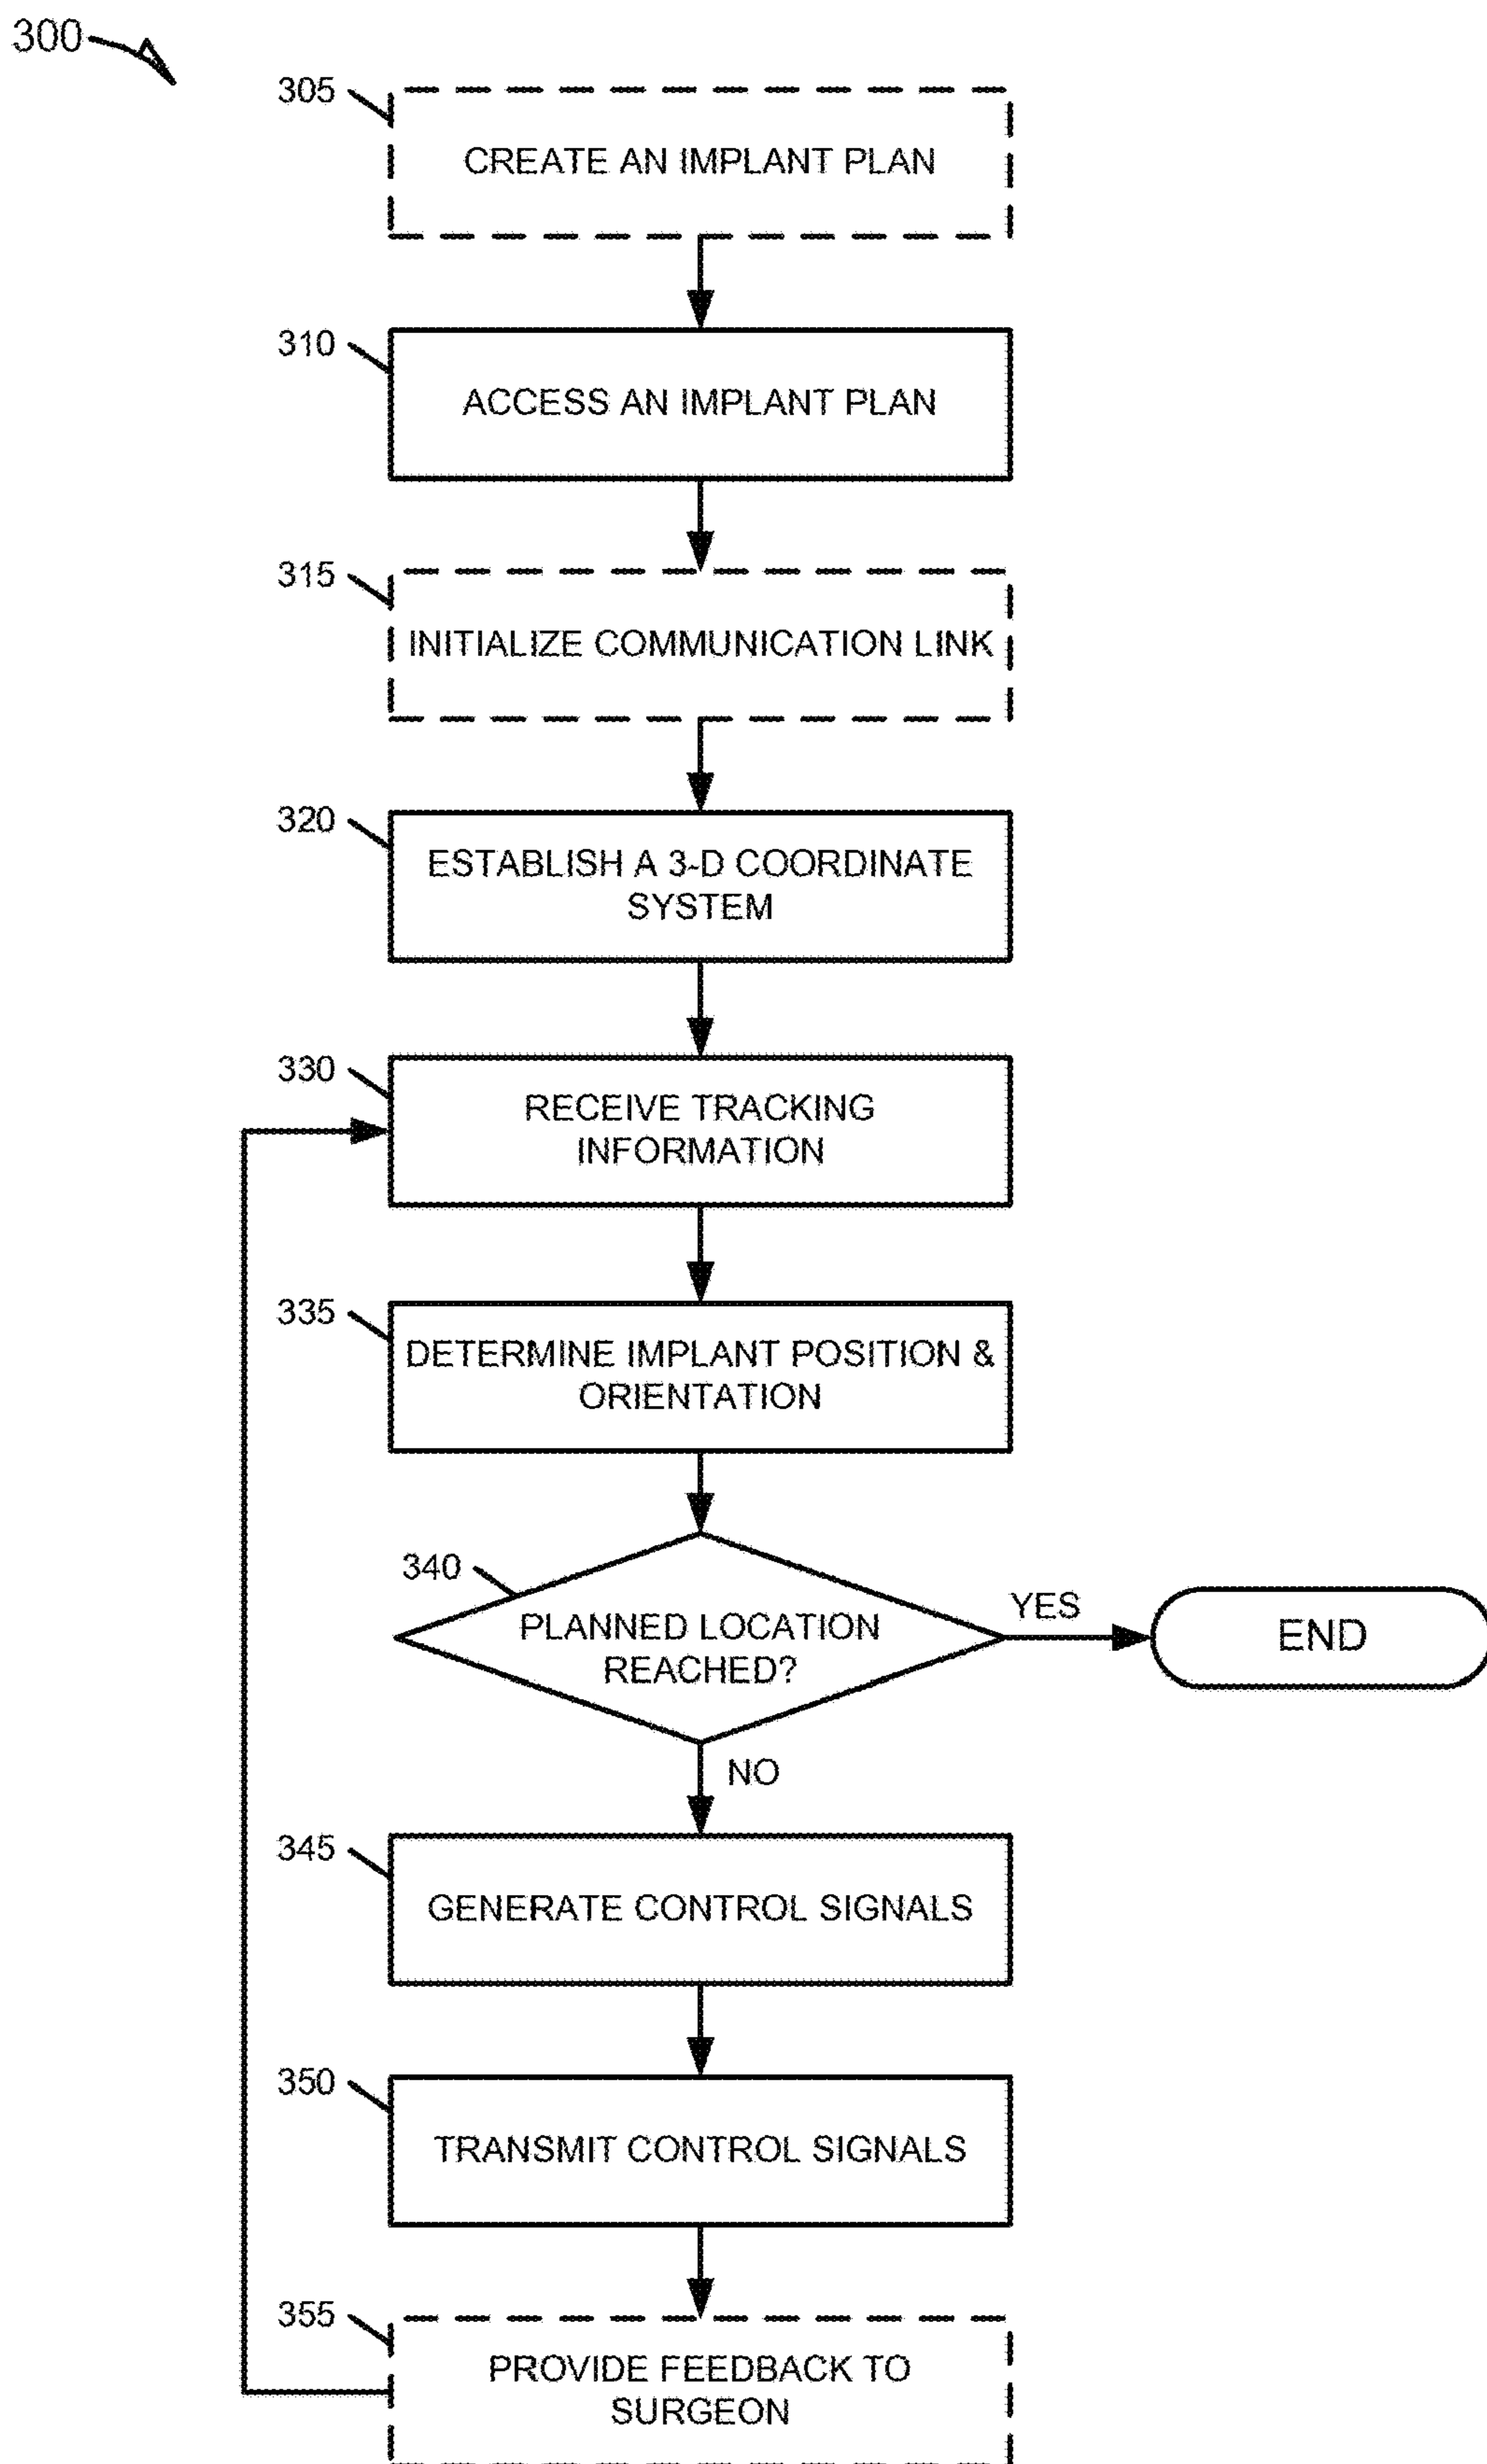 300
305
CREATE AN IMPLANT PLAN
310
ACCESS AN IMPLANT PLAN
315
INITIALIZE COMMUNICATION LINK
320
ESTABLISH A 3-D COORDINATE
SYSTEM
330
RECEIVE TRACKING
INFORMATION
335
DETERMINE IMPLANT POSITION &
ORIENTATION
340
PLANNED LOCATION
REACHED?
YES
END
NO
345
GENERATE CONTROL SIGNALS
350
TRANSMIT CONTROL SIGNALS
355
PROVIDE FEEDBACK TO
SURGEON